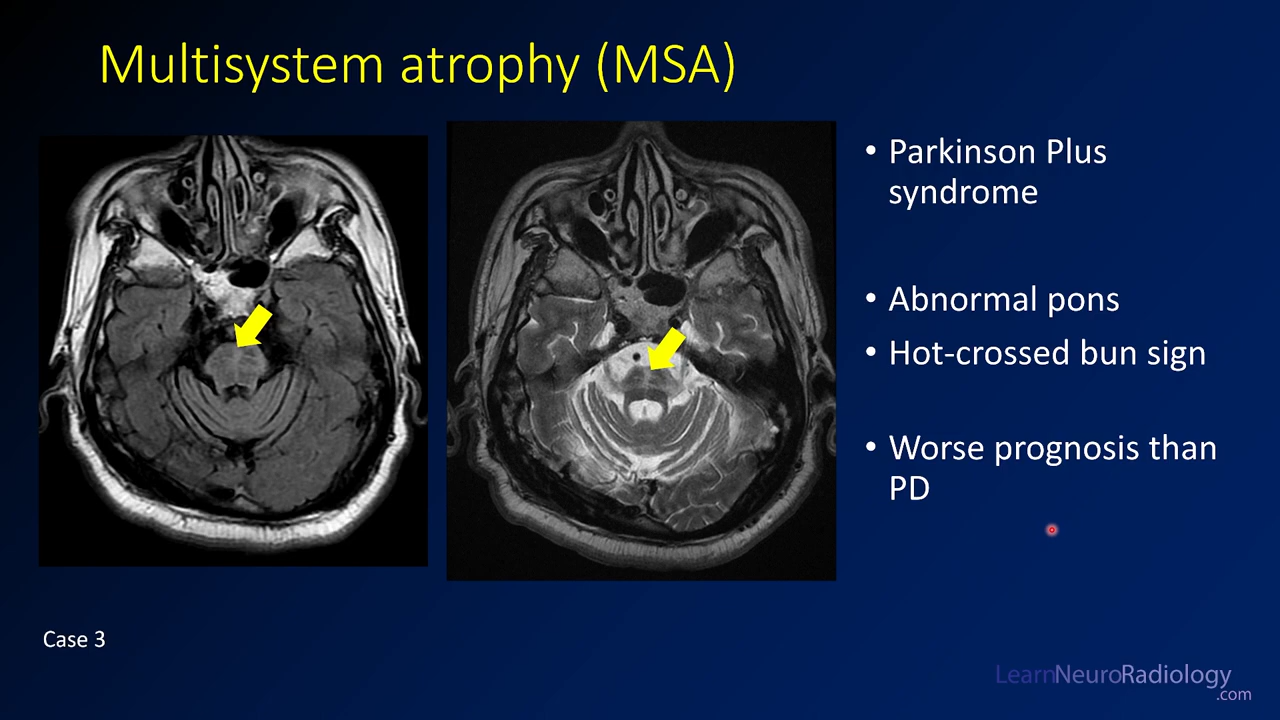 Multisystem atrophy (MSA)
• Parkinson Plus
syndrome
• Abnormal pons
• Hot-crossed bun sign
• Worse prognosis than
PD
Case 3
LearnNeuroRadiology
.com